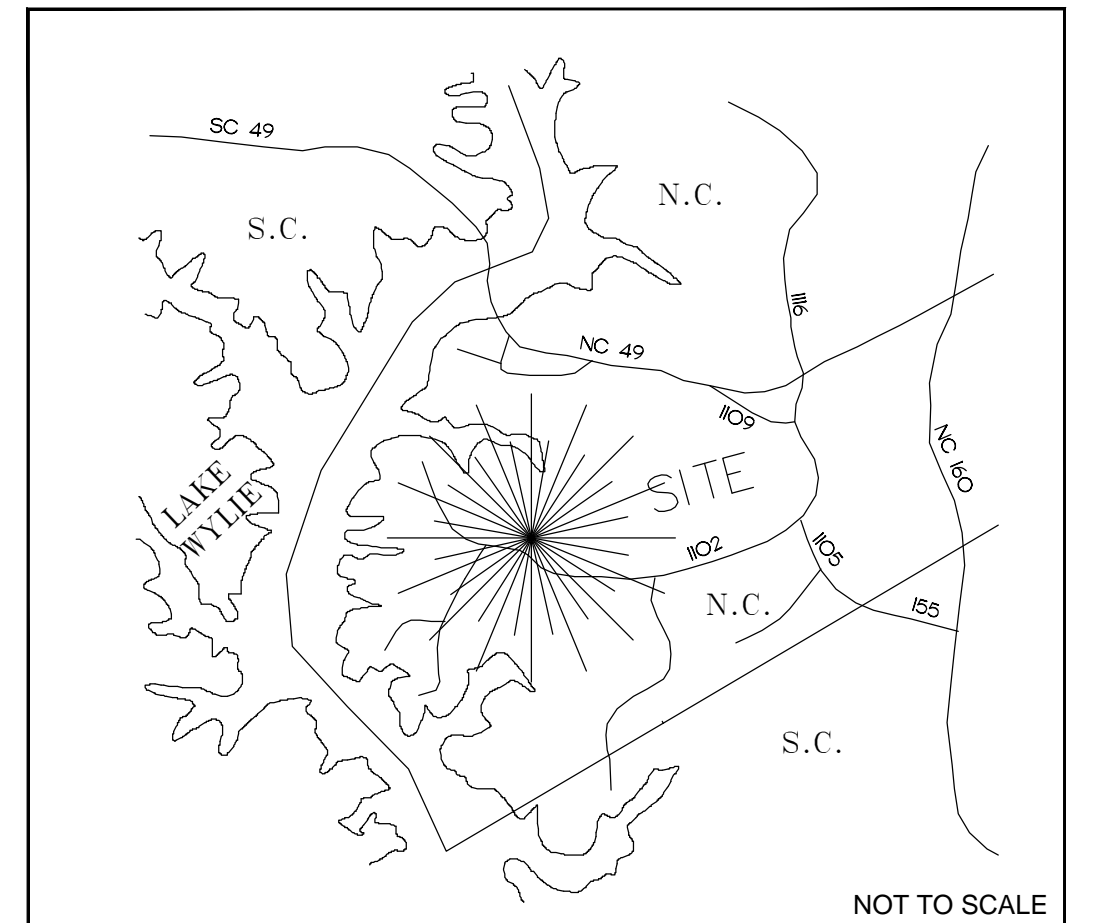 SC 49
N.C.
S.C.
1116
NC 49
1109
NC 160
SITE
LAKE
WYLIE
1102
1105
N.C.
155
S.C.
NOT TO SCALE